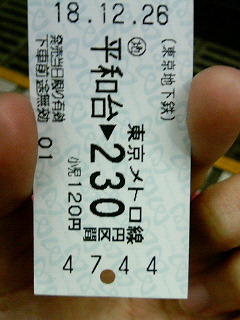 18.12.26
(東京地下鉄)
㊞ 東京メトロ線
平和台▶230円区間
小児120円
発売当日限り有効
下車前途無効 01
4744